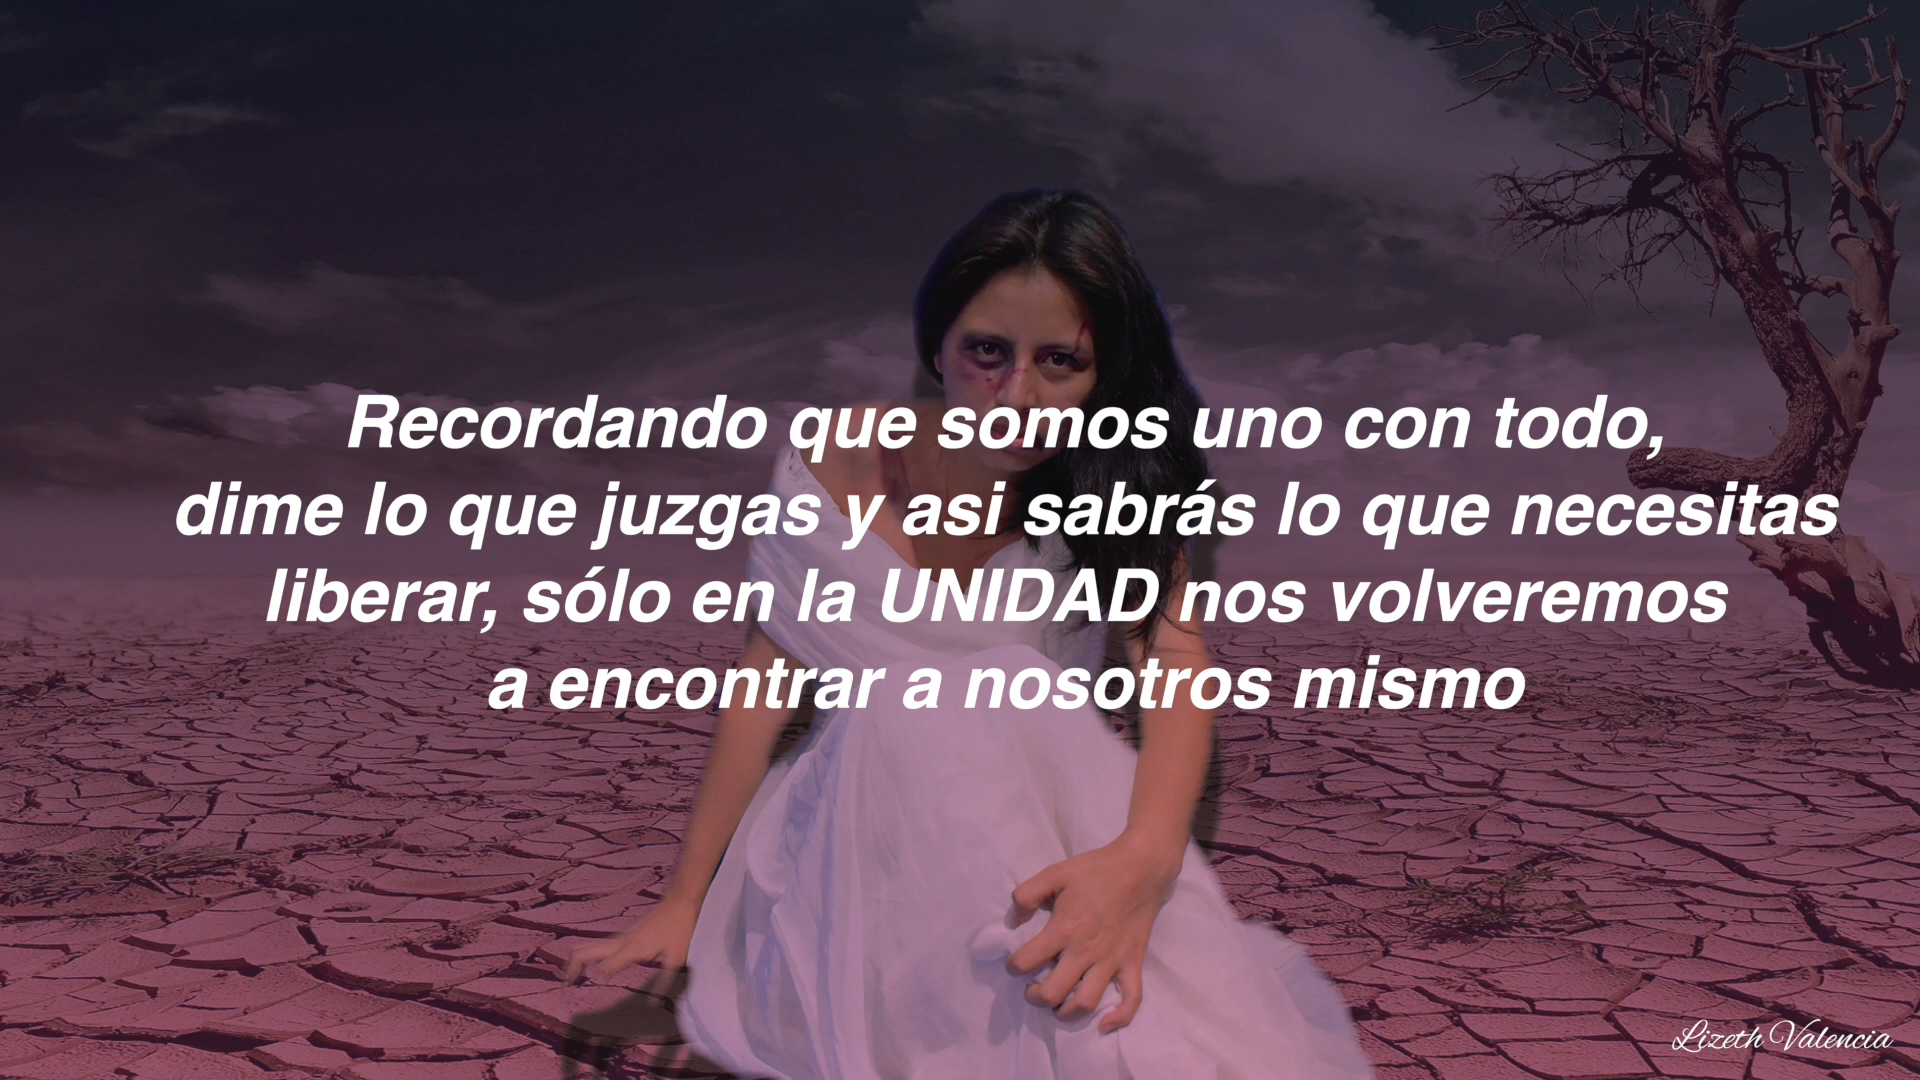 Recordando que somos uno con todo,
dime lo que juzgas y asi sabrás lo que necesitas
liberar, sólo en la UNIDAD nos volveremos
a encontrar a nosotros mismo
Lizeth Valencia